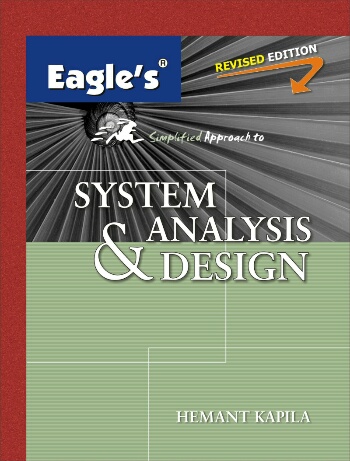 Eagle's®
REVISED EDITION
Simplified Approach to
SYSTEM
& ANALYSIS
DESIGN
HEMANT KAPILA